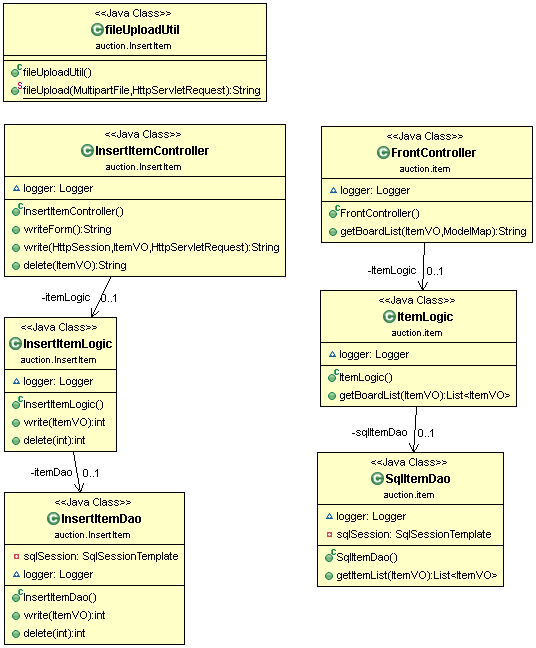 <<Java Class>>
fileUploadUtil
auction.InsertItem
fileUploadUtil()
fileUpload(MultipartFile,HttpServletRequest):String
<<Java Class>>
InsertItemController
auction.InsertItem
logger: Logger
InsertItemController()
writeForm():String
write(HttpSession,ItemVO,HttpServletRequest):String
delete(ItemVO):String
-itemLogic
0..1
<<Java Class>>
InsertItemLogic
auction.InsertItem
logger: Logger
InsertItemLogic()
write(ItemVO):int
delete(int):int
-itemDao
0..1
<<Java Class>>
InsertItemDao
auction.InsertItem
sqlSession: SqlSessionTemplate
logger: Logger
InsertItemDao()
write(ItemVO):int
delete(int):int
<<Java Class>>
FrontController
auction.item
logger: Logger
FrontController()
getBoardList(ItemVO,ModelMap):String
-ItemLogic
0..1
<<Java Class>>
ItemLogic
auction.item
logger: Logger
ItemLogic()
getBoardList(ItemVO):List<ItemVO>
-sqlItemDao
0..1
<<Java Class>>
SqlItemDao
auction.item
logger: Logger
sqlSession: SqlSessionTemplate
SqlItemDao()
getItemList(ItemVO):List<ItemVO>